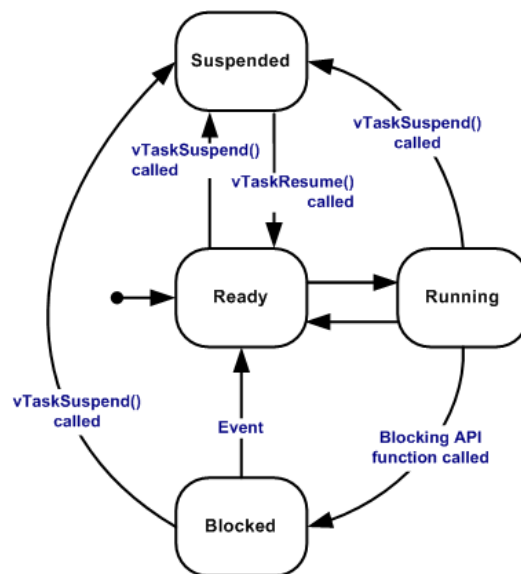 Suspended
vTaskSuspend()
called
vTaskSuspend()
called
vTaskResume()
called
Ready
Running
vTaskSuspend()
called
Event
Blocking API
function called
Blocked